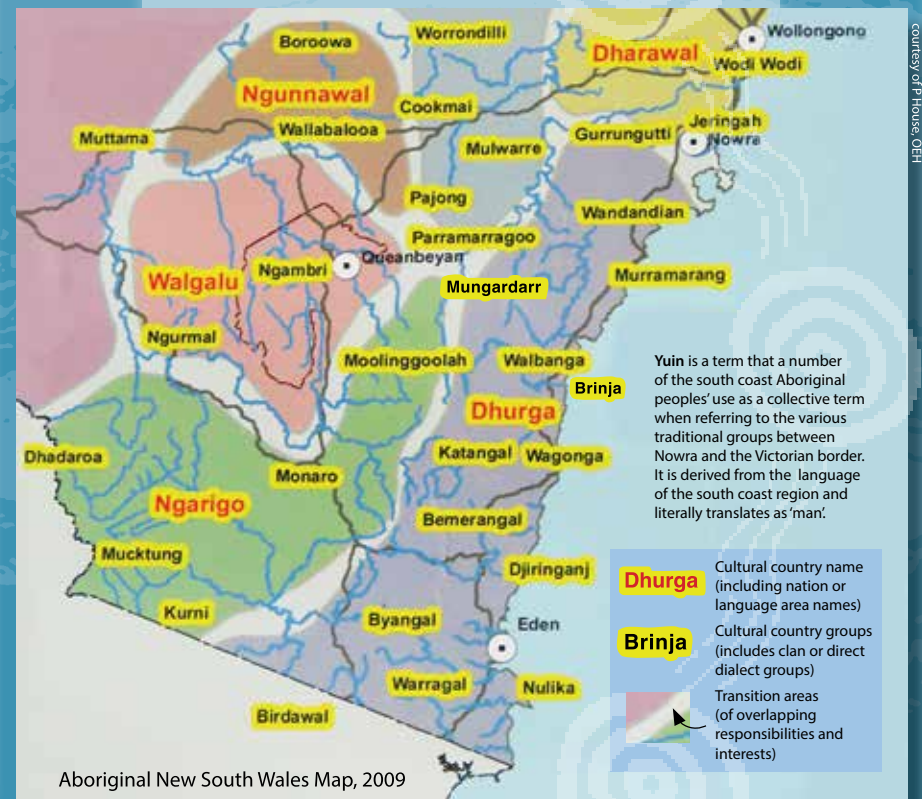 courtesy of P House, OEH
Boroowa
Worrondilli
Wollongong
Dharawal
Wodi Wodi
Ngunnawal
Cookmai
Jeringah
Muttama
Wallabalooa
Gurrungutti
Nowra
Mulwarre
Pajong
Wandandian
Parramarragoo
Queanbeyan
Ngambri
Walgalu
Mungardarr
Murramarang
Ngurmal
Moolinggoolah
Walbanga
Brinja
Dhurga
Dhadaroa
Katangal
Wagonga
Monaro
Ngarigo
Bemerangal
Mucktung
Djiringanj
Kurni
Byangal
Eden
Warragal
Nulika
Birdawal
Yuin is a term that a number
of the south coast Aboriginal
peoples’ use as a collective term
when referring to the various
traditional groups between
Nowra and the Victorian border.
It is derived from the language
of the south coast region and
literally translates as ‘man’.
Dhurga
Cultural country name
(including nation or
language area names)
Brinja
Cultural country groups
(includes clan or direct
dialect groups)
Transition areas
(of overlapping
responsibilities and
interests)
Aboriginal New South Wales Map, 2009